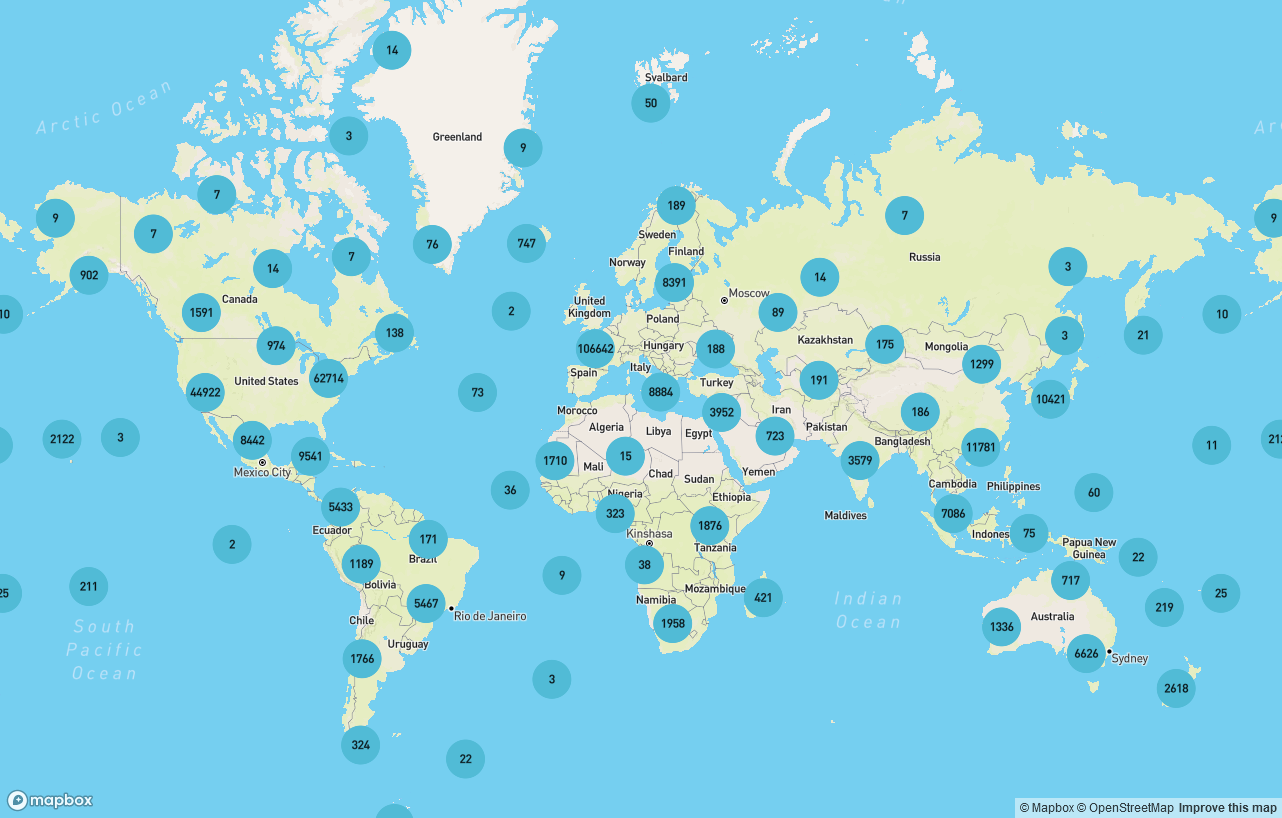 14
Svalbard
50
Arctic Ocean
3
Greenland
9
7
189
9
7
7
9
Sweden
76
747
Finland
7
Norway
Russia
902
14
14
3
8391
Moscow
Canada
United
Kingdom
1591
2
89
10
10
Poland
138
3
21
974
106642
Hungary
188
Kazakhstan
175
Mongolia
Italy
1299
Spain
United States
62714
191
Turkey
44922
73
8884
10421
Morocco
3952
Iran
186
Algeria
Libya
Egypt
723
Pakistan
2122
3
8442
Bangladesh
11781
11
212
9541
1710
15
3579
Mali
Chad
Yemen
Mexico City
Sudan
Cambodia
Philippines
36
Nigeria
Ethiopia
60
5433
323
7086
Maldives
Ecuador
1876
Kinshasa
Indones
75
2
171
Tanzania
Papua New
Guinea
Brazil
22
1189
38
9
717
Bolivia
211
Mozambique
25
25
421
Namibia
Indian
Ocean
5467
219
Rio de Janeiro
Chile
Australia
1958
1336
South
Pacific
Ocean
Uruguay
6626
Sydney
1766
3
2618
324
22
mapbox
© Mapbox © OpenStreetMap Improve this map